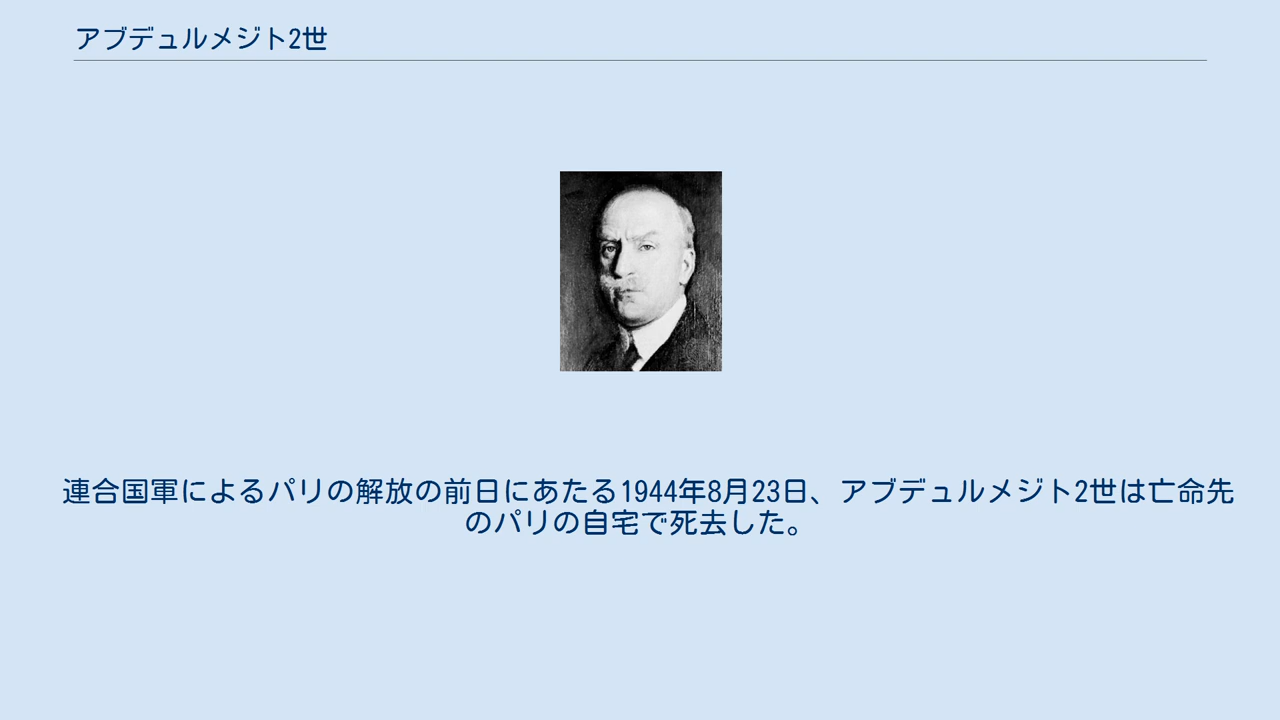 アブデュルメジト2世
連合国軍によるパリの解放の前日にあたる1944年8月23日、アブデュルメジト2世は亡命先
のパリの自宅で死去した。